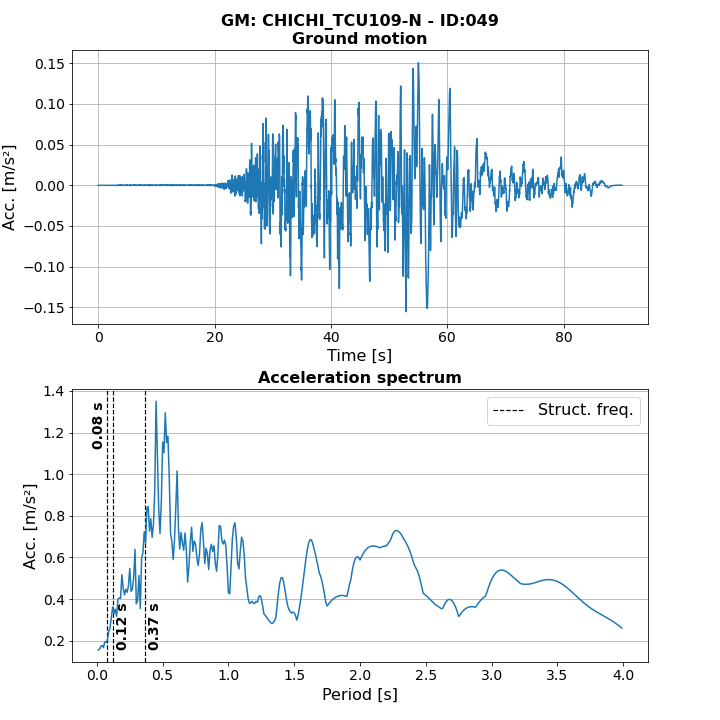 GM: CHICHI_TCU109-N - ID:049
Ground motion
0.15
0.10
0.05
0.00
−0.05
−0.10
−0.15
Acc. [m/s²]
0
20
40
60
80
Time [s]
Acceleration spectrum
1.4
1.2
1.0
0.8
0.6
0.4
0.2
Acc. [m/s²]
0.08 s
0.12 s
0.37 s
Struct. freq.
0.0
0.5
1.0
1.5
2.0
2.5
3.0
3.5
4.0
Period [s]